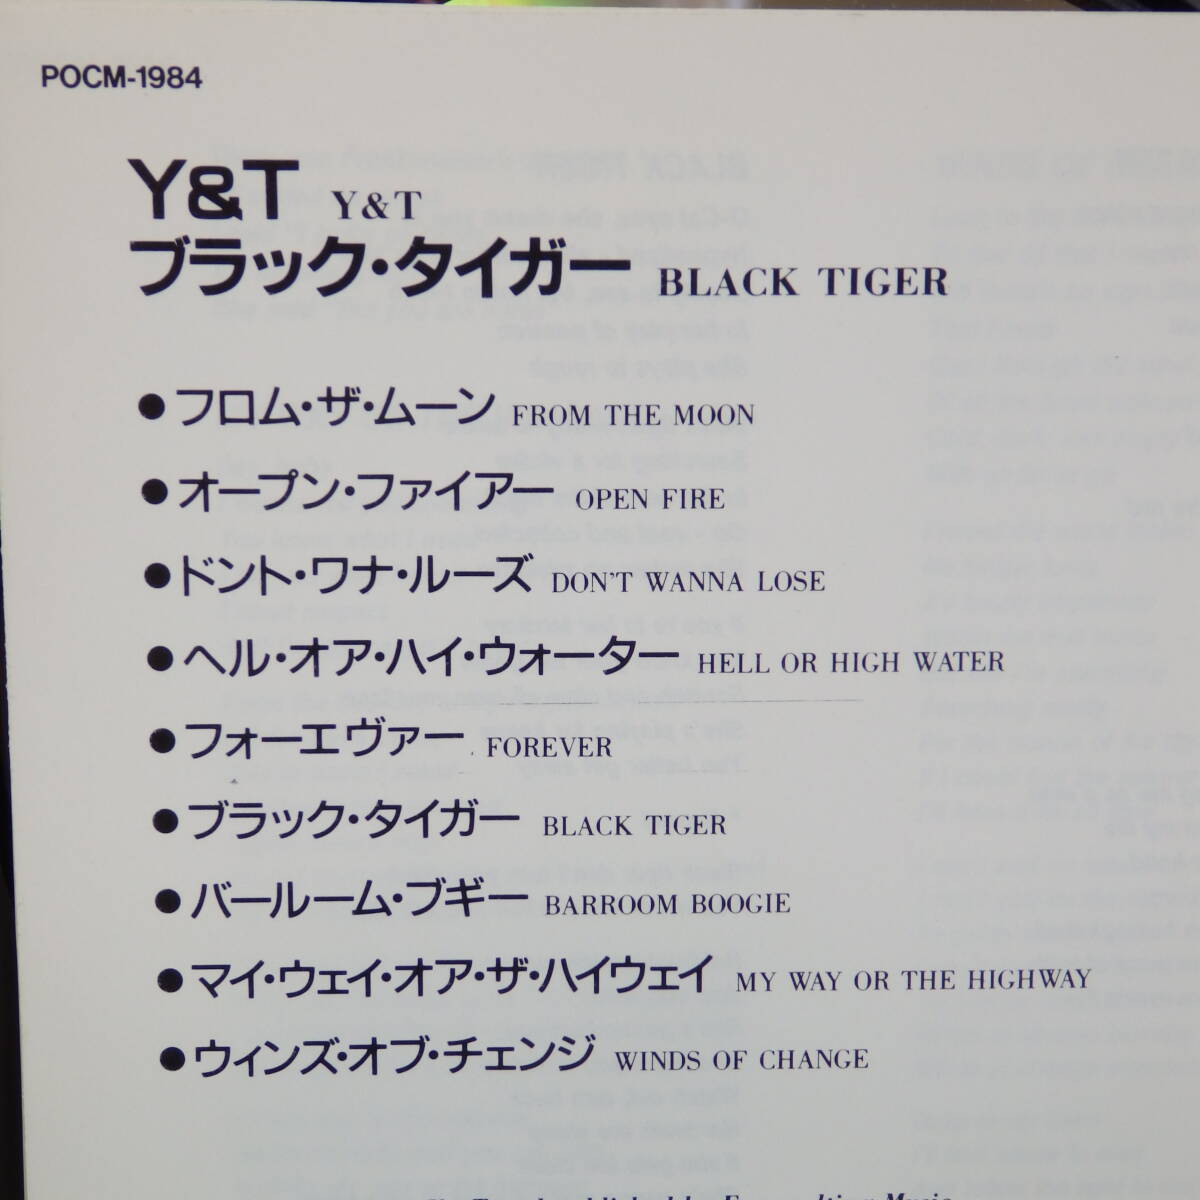 POCM-1984
Y&T Y&T
ブラック・タイガー BLACK TIGER
●フロム・ザ・ムーン FROM THE MOON
●オープン・ファイアー OPEN FIRE
●ドント・ワナ・ルーズ DON'T WANNA LOSE
●ヘル・オア・ハイ・ウォーター HELL OR HIGH WATER
●フォーエヴァー FOREVER
●ブラック・タイガー BLACK TIGER
●バールーム・ブギー BARROOM BOOGIE
●マイ・ウェイ・オア・ザ・ハイウェイ MY WAY OR THE HIGHWAY
●ウィンズ・オブ・チェンジ WINDS OF CHANGE